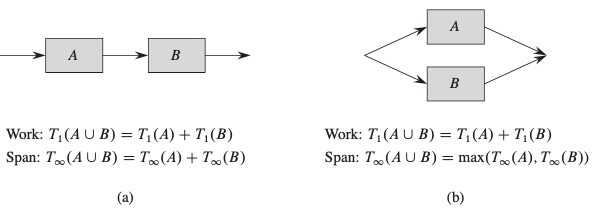 A
B
Work: T₁(A ∪ B) = T₁(A) + T₁(B)
Span: T∞(A ∪ B) = T∞(A) + T∞(B)
(a)
A
B
Work: T₁(A ∪ B) = T₁(A) + T₁(B)
Span: T∞(A ∪ B) = max(T∞(A), T∞(B))
(b)